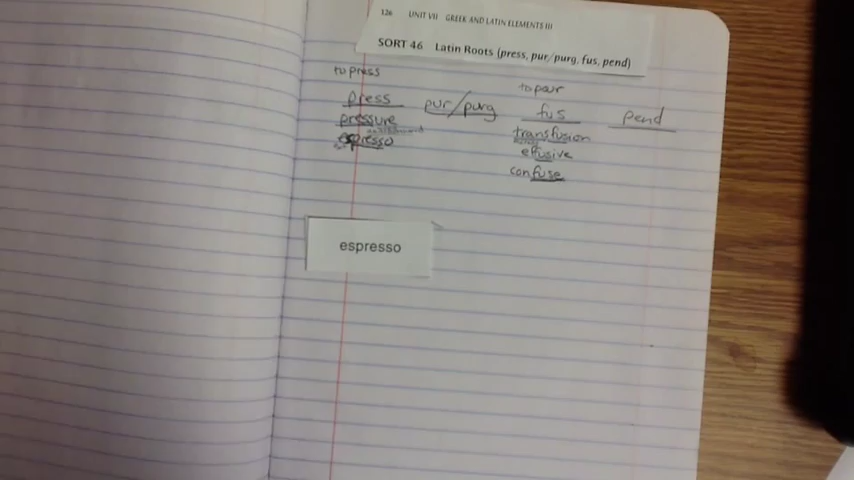 126 UNIT VII GREEK AND LATIN ELEMENTS III
SORT 46 Latin Roots (press, pur/purg, fus, pend)
to press
press
pressure
espresso
pur/purg
to pour
fus
transfusion
effusive
confuse
pend
espresso